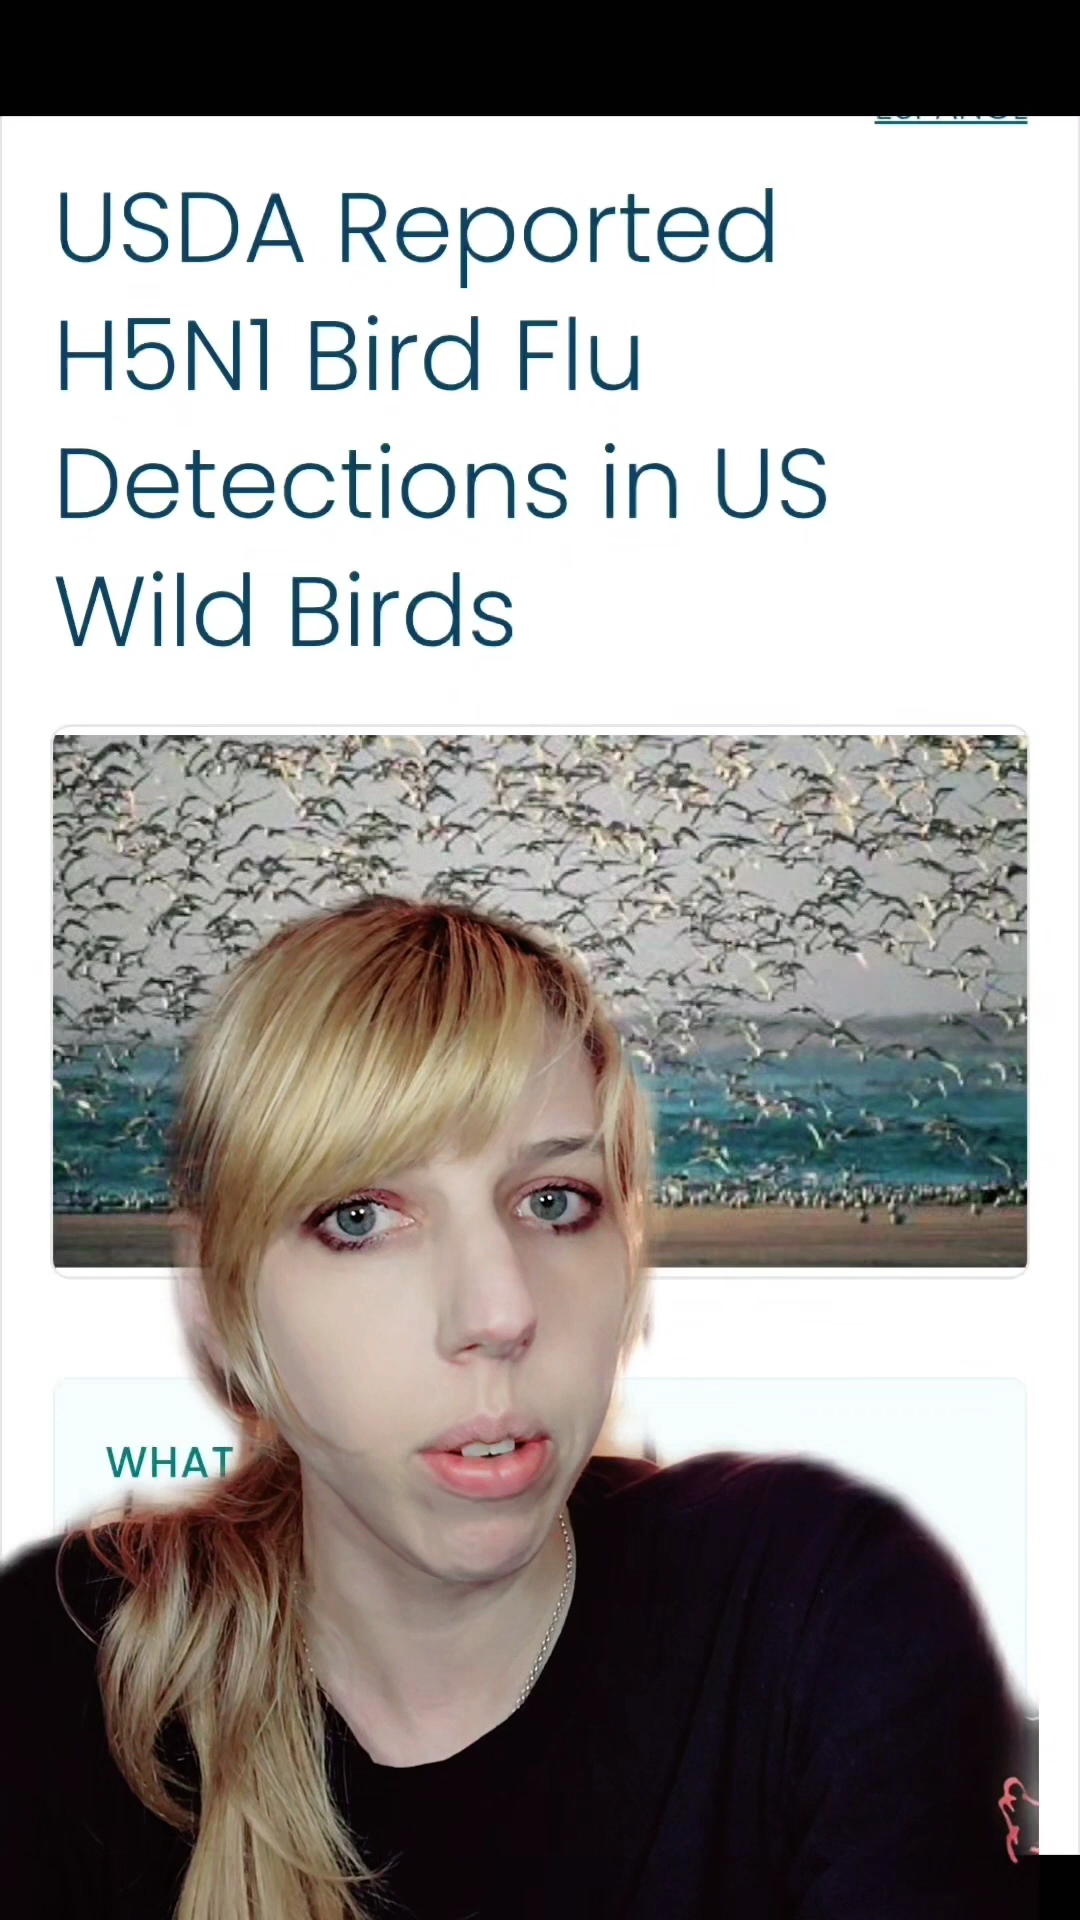 USDA Reported
H5N1 Bird Flu
Detections in US
Wild Birds
WHAT